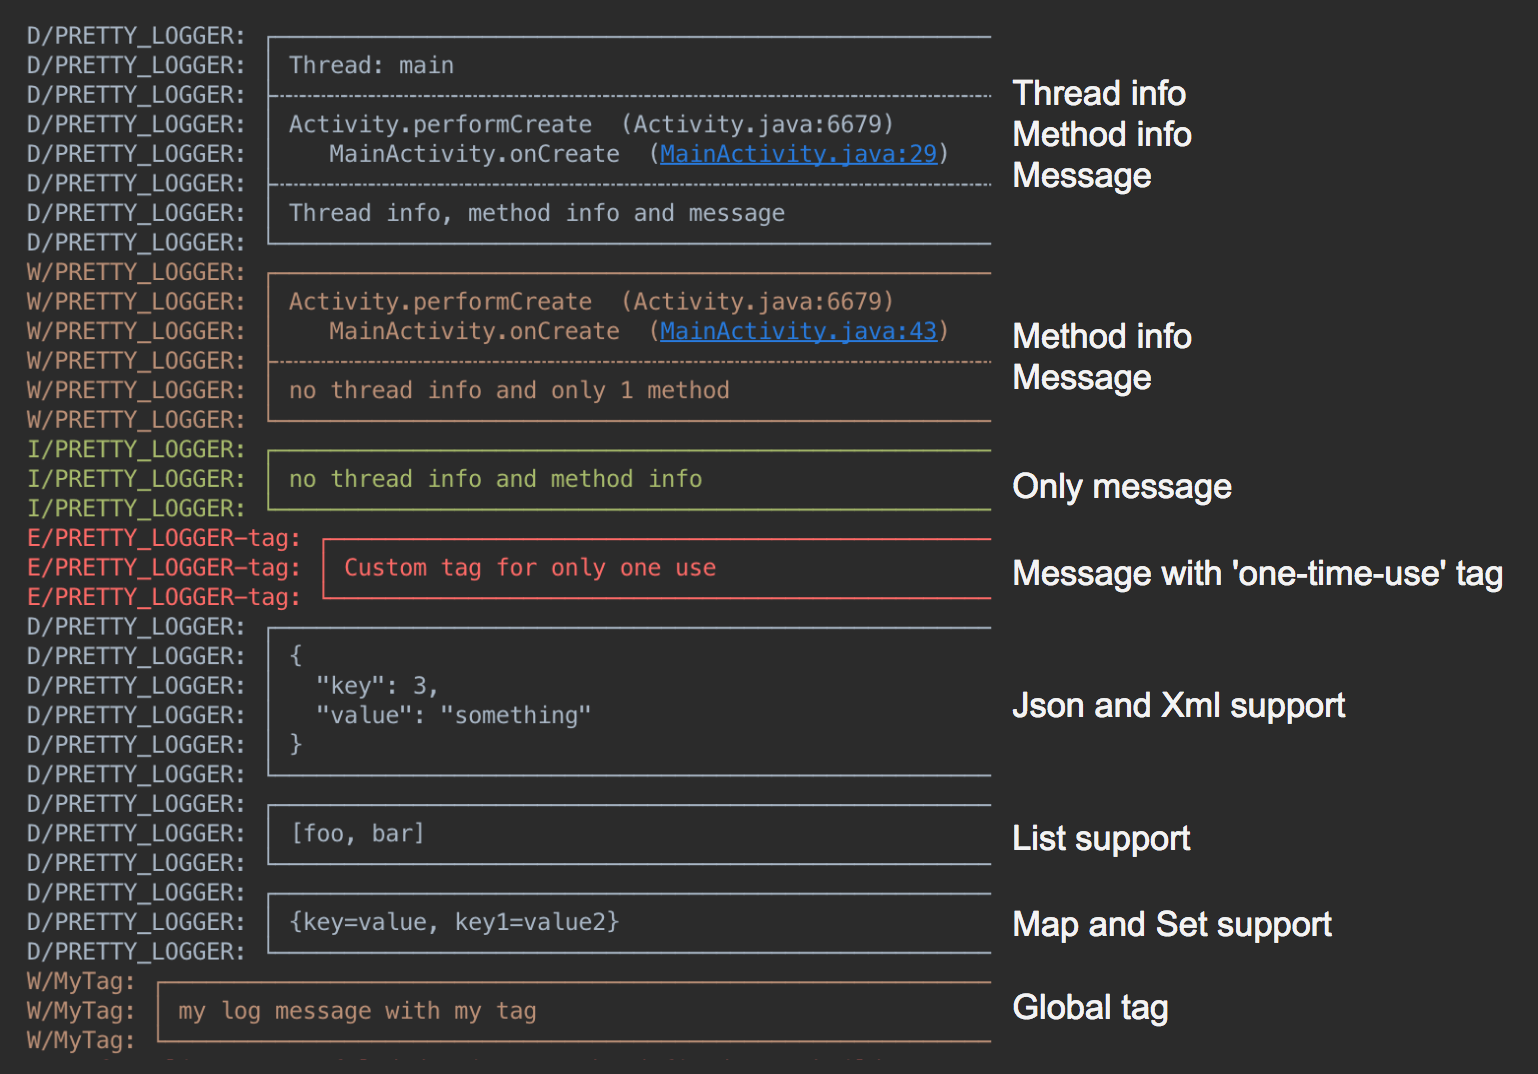 D/PRETTY_LOGGER:
D/PRETTY_LOGGER: Thread: main
D/PRETTY_LOGGER:
D/PRETTY_LOGGER: Activity.performCreate  (Activity.java:6679)
D/PRETTY_LOGGER:    MainActivity.onCreate  (MainActivity.java:29)
D/PRETTY_LOGGER:
D/PRETTY_LOGGER: Thread info, method info and message
D/PRETTY_LOGGER:
Thread info
Method info
Message
W/PRETTY_LOGGER:
W/PRETTY_LOGGER: Activity.performCreate  (Activity.java:6679)
W/PRETTY_LOGGER:    MainActivity.onCreate  (MainActivity.java:43)
W/PRETTY_LOGGER:
W/PRETTY_LOGGER: no thread info and only 1 method
W/PRETTY_LOGGER:
Method info
Message
I/PRETTY_LOGGER:
I/PRETTY_LOGGER: no thread info and method info
I/PRETTY_LOGGER:
Only message
E/PRETTY_LOGGER-tag:
E/PRETTY_LOGGER-tag: Custom tag for only one use
E/PRETTY_LOGGER-tag:
Message with 'one-time-use' tag
D/PRETTY_LOGGER:
D/PRETTY_LOGGER: {
D/PRETTY_LOGGER:   "key": 3,
D/PRETTY_LOGGER:   "value": "something"
D/PRETTY_LOGGER: }
D/PRETTY_LOGGER:
Json and Xml support
D/PRETTY_LOGGER:
D/PRETTY_LOGGER: [foo, bar]
D/PRETTY_LOGGER:
List support
D/PRETTY_LOGGER:
D/PRETTY_LOGGER: {key=value, key1=value2}
D/PRETTY_LOGGER:
Map and Set support
W/MyTag:
W/MyTag: my log message with my tag
W/MyTag:
Global tag